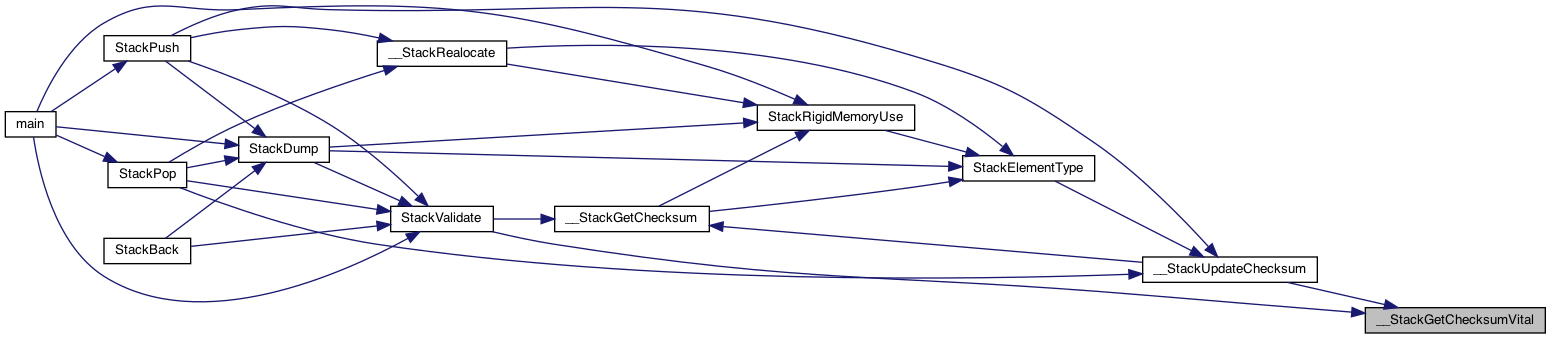 main
StackPush
StackPop
StackBack
StackDump
__StackRealocate
StackValidate
__StackGetChecksum
StackRigidMemoryUse
StackElementType
__StackUpdateChecksum
__StackGetChecksumVital